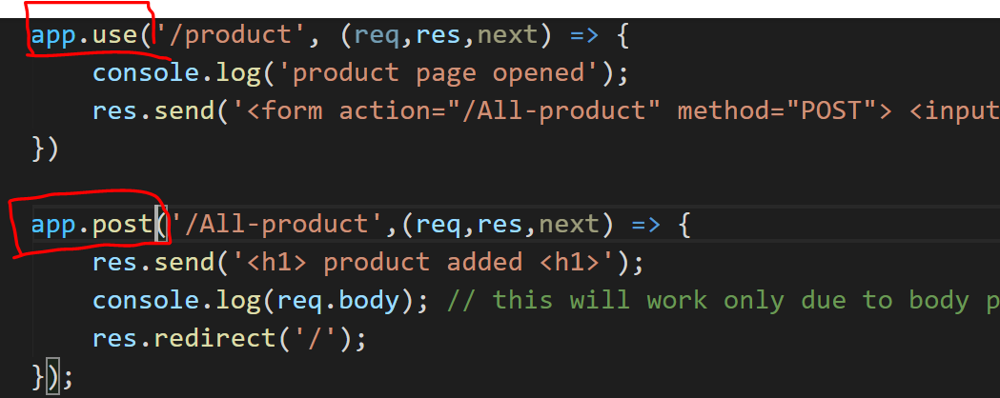 app.use('/product', (req,res,next) => {
console.log('product page opened');
res.send('<form action="/All-product" method="POST"> <input
})
app.post('/All-product',(req,res,next) => {
res.send('<h1> product added <h1>');
console.log(req.body); // this will work only due to body p
res.redirect('/');
});